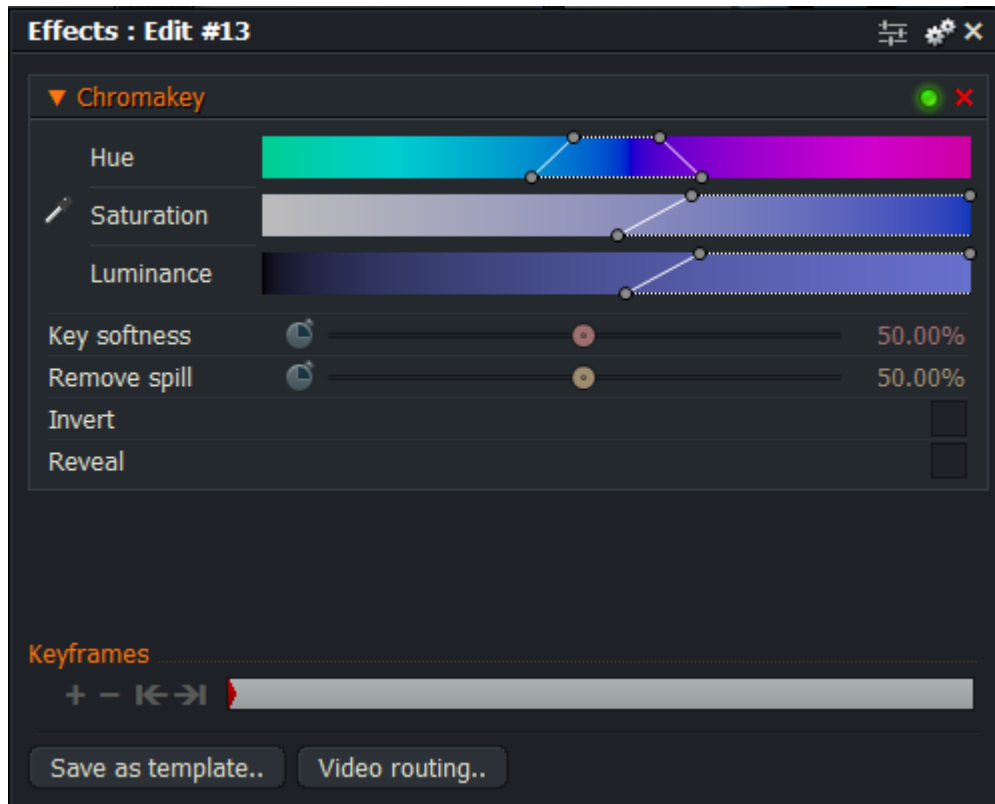 Effects : Edit #13
Chromakey
Hue
Saturation
Luminance
Key softness 50.00%
Remove spill 50.00%
Invert
Reveal
Keyframes
Save as template.. Video routing..